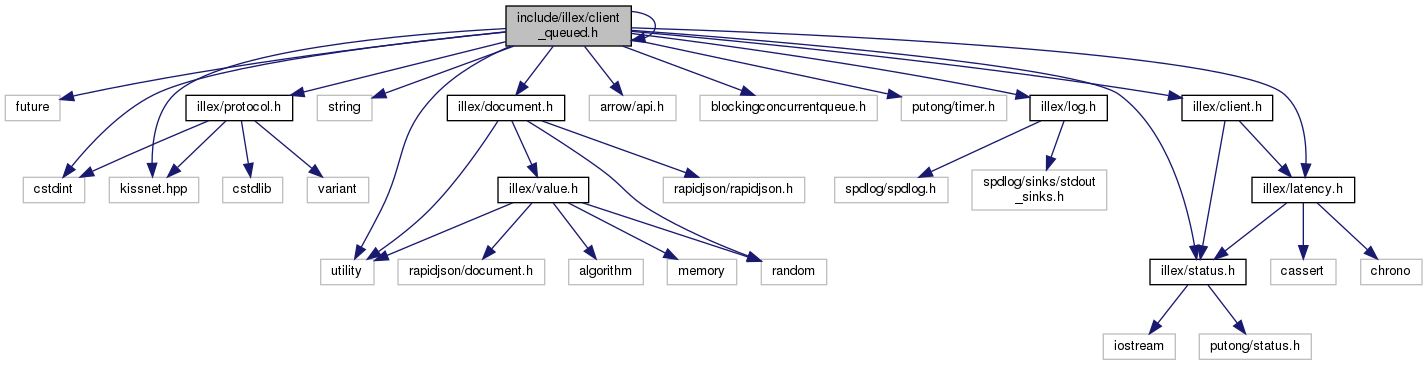 include/illex/client
_queued.h
future
illex/protocol.h
string
illex/document.h
arrow/api.h
blockingconcurrentqueue.h
putong/timer.h
illex/log.h
illex/client.h
cstdint
kissnet.hpp
cstdlib
variant
illex/value.h
rapidjson/rapidjson.h
spdlog/spdlog.h
spdlog/sinks/stdout
_sinks.h
illex/latency.h
utility
rapidjson/document.h
algorithm
memory
random
illex/status.h
cassert
chrono
iostream
putong/status.h